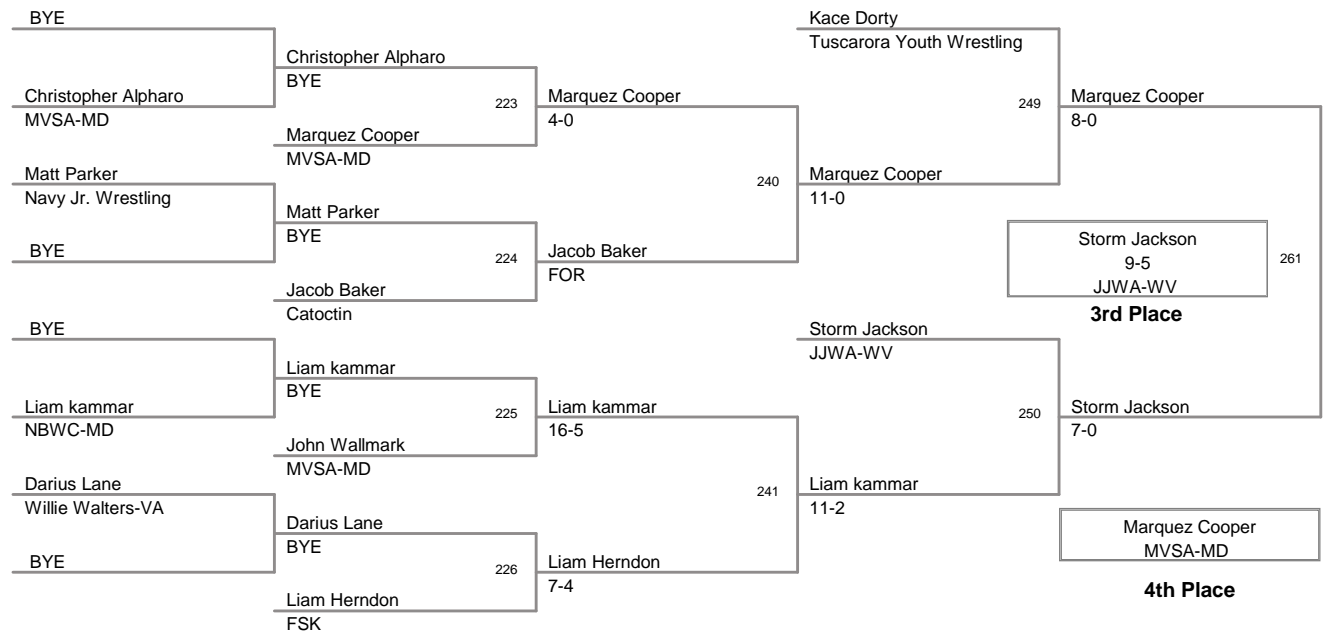 BYE
Christopher Alpharo
MVSA-MD
Matt Parker
Navy Jr. Wrestling
BYE
BYE
Liam kammar
NBWC-MD
Darius Lane
Willie Walters-VA
BYE
Christopher Alpharo
BYE
223
Marquez Cooper
MVSA-MD
Matt Parker
BYE
224
Jacob Baker
Catoctin
Liam kammar
BYE
225
John Wallmark
MVSA-MD
Darius Lane
BYE
226
Liam Herndon
FSK
Marquez Cooper
4-0
240
Jacob Baker
FOR
Liam kammar
16-5
241
Liam Herndon
7-4
Kace Dorty
Tuscarora Youth Wrestling
249
Marquez Cooper
11-0
Storm Jackson
JJWA-WV
250
Liam kammar
11-2
Marquez Cooper
8-0
Storm Jackson
9-5
JJWA-WV
261
3rd Place
Storm Jackson
7-0
Marquez Cooper
MVSA-MD
4th Place